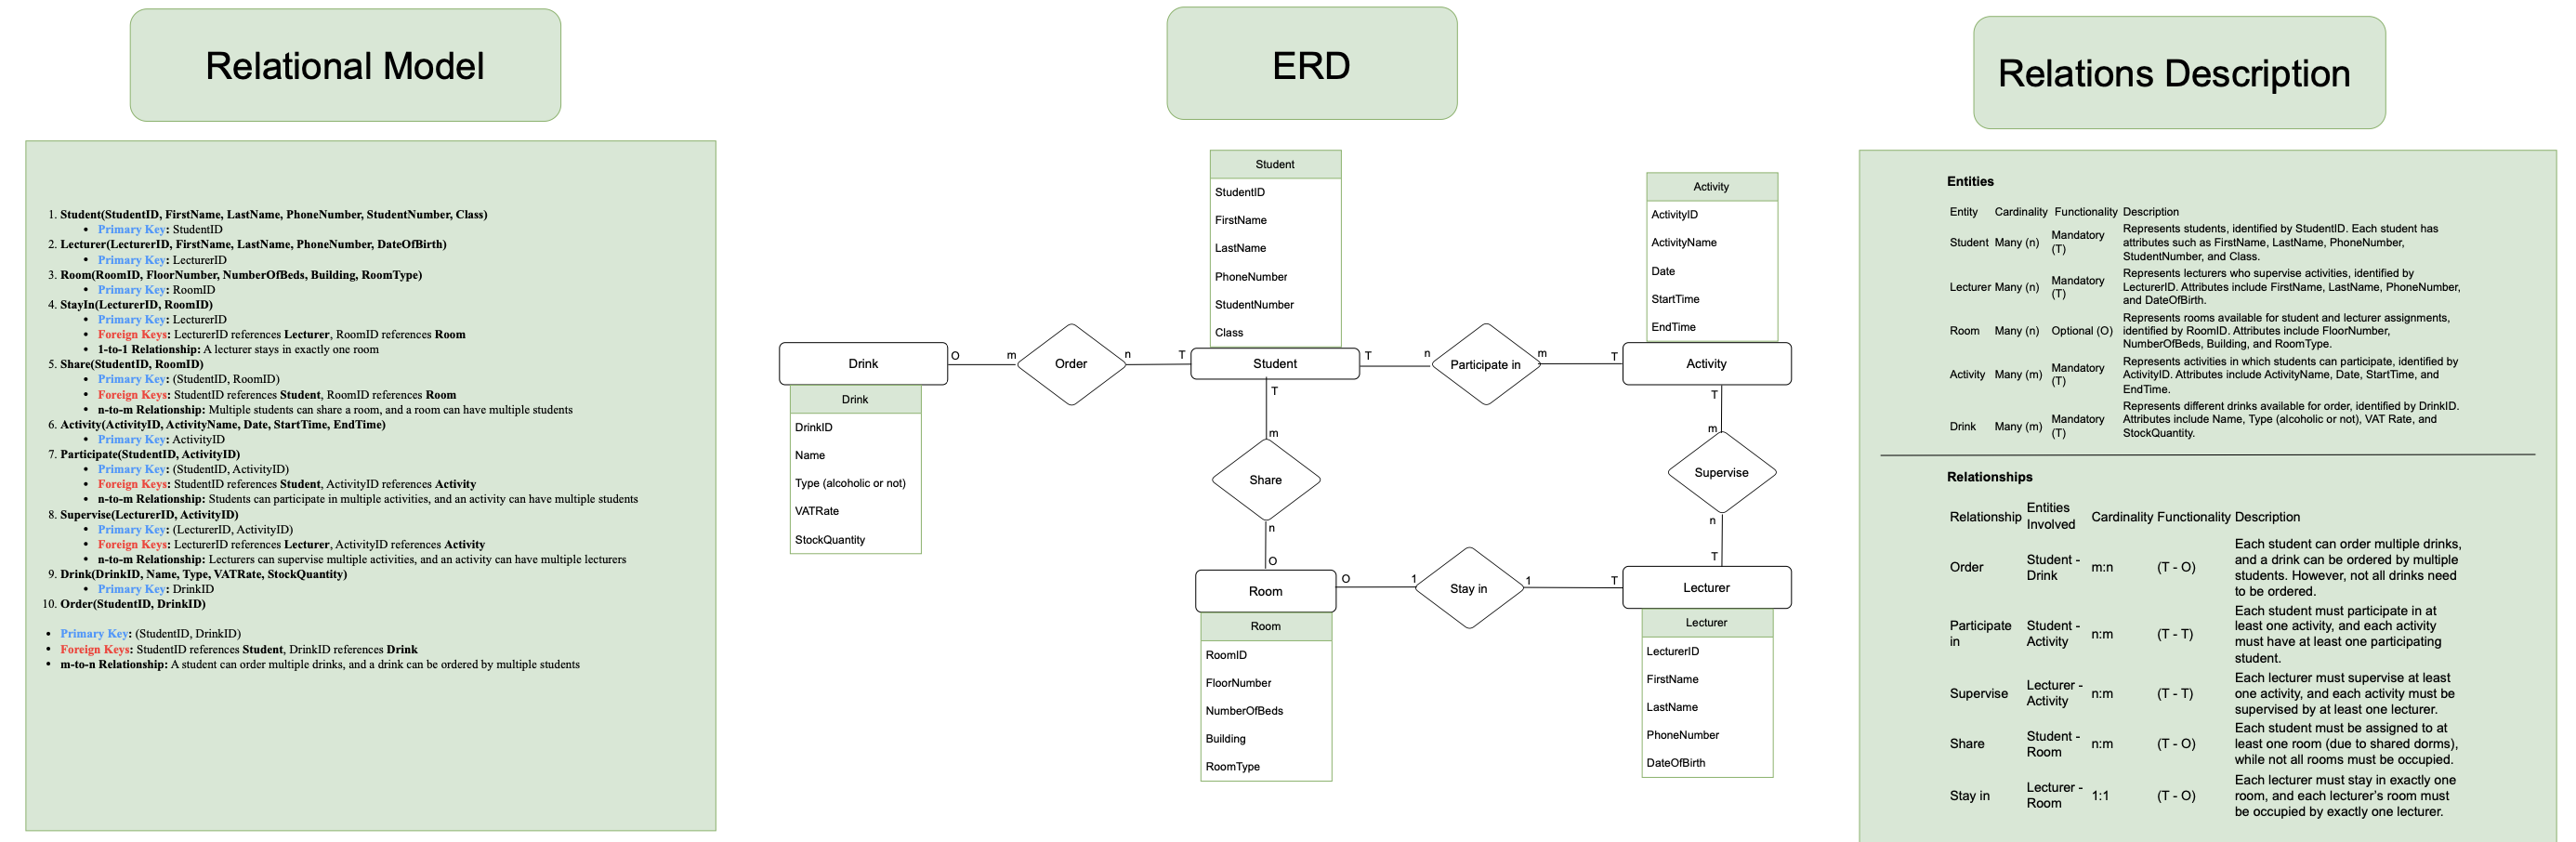 Relational Model
1. Student(StudentID, FirstName, LastName, PhoneNumber, StudentNumber, Class)
• Primary Key: StudentID
2. Lecturer(LecturerID, FirstName, LastName, PhoneNumber, DateOfBirth)
• Primary Key: LecturerID
3. Room(RoomID, FloorNumber, NumberOfBeds, Building, RoomType)
• Primary Key: RoomID
4. StayIn(LecturerID, RoomID)
• Primary Key: LecturerID
• Foreign Keys: LecturerID references Lecturer, RoomID references Room
• 1-to-1 Relationship: A lecturer stays in exactly one room
5. Share(StudentID, RoomID)
• Primary Key: (StudentID, RoomID)
• Foreign Keys: StudentID references Student, RoomID references Room
• n-to-m Relationship: Multiple students can share a room, and a room can have multiple students
6. Activity(ActivityID, ActivityName, Date, StartTime, EndTime)
• Primary Key: ActivityID
7. Participate(StudentID, ActivityID)
• Primary Key: (StudentID, ActivityID)
• Foreign Keys: StudentID references Student, ActivityID references Activity
• n-to-m Relationship: Students can participate in multiple activities, and an activity can have multiple students
8. Supervise(LecturerID, ActivityID)
• Primary Key: (LecturerID, ActivityID)
• Foreign Keys: LecturerID references Lecturer, ActivityID references Activity
• n-to-m Relationship: Lecturers can supervise multiple activities, and an activity can have multiple lecturers
9. Drink(DrinkID, Name, Type, VATRate, StockQuantity)
• Primary Key: DrinkID
10. Order(StudentID, DrinkID)
• Primary Key: (StudentID, DrinkID)
• Foreign Keys: StudentID references Student, DrinkID references Drink
• m-to-n Relationship: A student can order multiple drinks, and a drink can be ordered by multiple students
ERD
Student
StudentID
FirstName
LastName
PhoneNumber
StudentNumber
Class
Activity
ActivityID
ActivityName
Date
StartTime
EndTime
Drink
O
m
Order
n
T
Student
T
n
Participate in
m
T
Activity
Drink
DrinkID
Name
Type (alcoholic or not)
VATRate
StockQuantity
T
m
Share
n
O
T
m
Supervise
n
T
Room
O
1
Stay in
1
T
Lecturer
Room
RoomID
FloorNumber
NumberOfBeds
Building
RoomType
Lecturer
LecturerID
FirstName
LastName
PhoneNumber
DateOfBirth
Relations Description
Entities
Entity Cardinality Functionality Description
Student Many (n) Mandatory (T) Represents students, identified by StudentID. Each student has
attributes such as FirstName, LastName, PhoneNumber,
StudentNumber, and Class.
Lecturer Many (n) Mandatory (T) Represents lecturers who supervise activities, identified by
LecturerID. Attributes include FirstName, LastName, PhoneNumber,
and DateOfBirth.
Room Many (n) Optional (O) Represents rooms available for student and lecturer assignments,
identified by RoomID. Attributes include FloorNumber,
NumberOfBeds, Building, and RoomType.
Activity Many (m) Mandatory (T) Represents activities in which students can participate, identified by
ActivityID. Attributes include ActivityName, Date, StartTime, and
EndTime.
Drink Many (m) Mandatory (T) Represents different drinks available for order, identified by DrinkID.
Attributes include Name, Type (alcoholic or not), VAT Rate, and
StockQuantity.
Relationships
Relationship Entities Involved Cardinality Functionality Description
Order Student - Drink m:n (T - O) Each student can order multiple drinks,
and a drink can be ordered by multiple
students. However, not all drinks need
to be ordered.
Participate in Student - Activity n:m (T - T) Each student must participate in at
least one activity, and each activity
must have at least one participating
student.
Supervise Lecturer - Activity n:m (T - T) Each lecturer must supervise at least
one activity, and each activity must be
supervised by at least one lecturer.
Share Student - Room n:m (T - O) Each student must be assigned to at
least one room (due to shared dorms),
while not all rooms must be occupied.
Stay in Lecturer - Room 1:1 (T - O) Each lecturer must stay in exactly one
room, and each lecturer's room must
be occupied by exactly one lecturer.